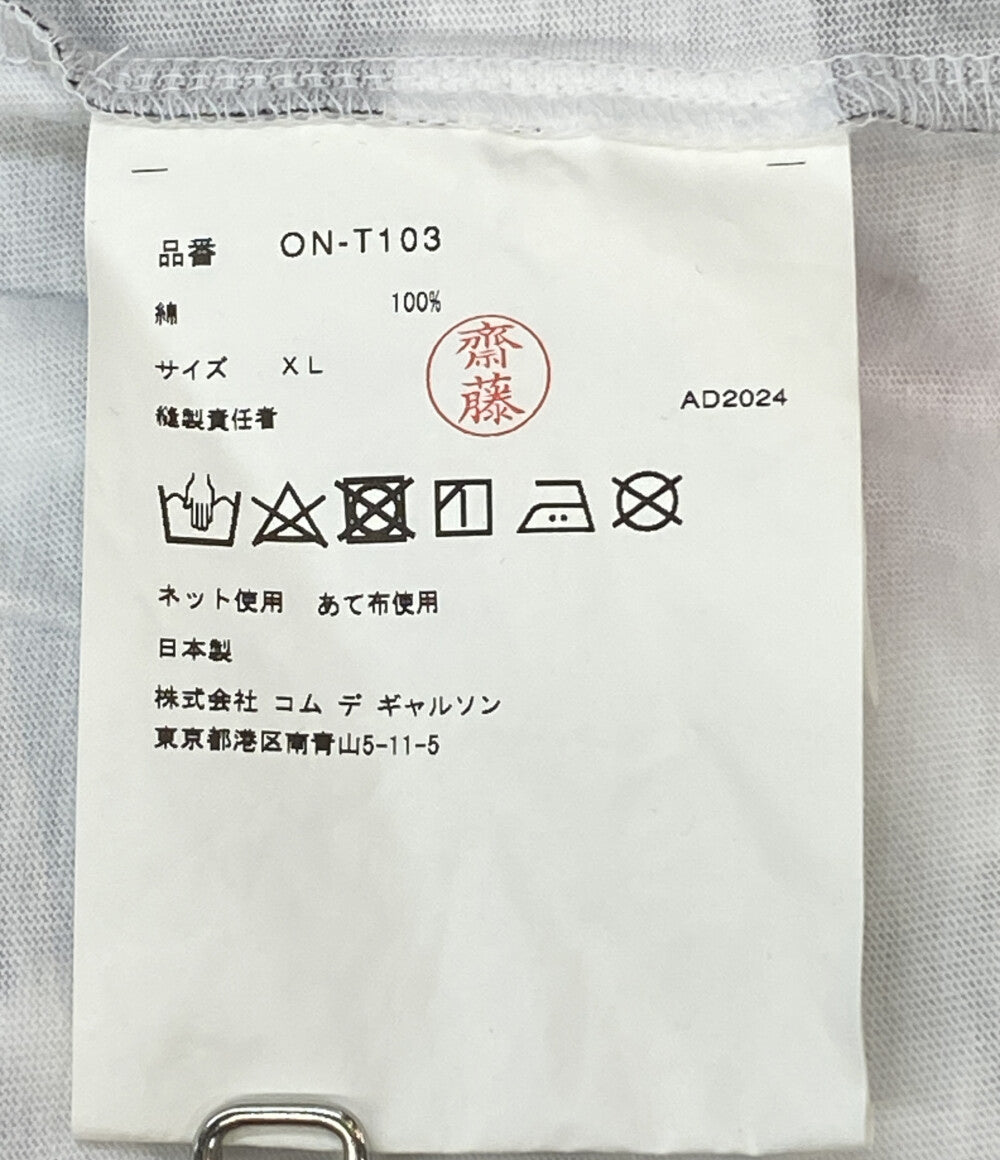 品番 ON-T103
綿 100%
サイズ XL
齋藤
縫製責任者
AD2024
ネット使用 あて布使用
日本製
株式会社 コム デ ギャルソン
東京都港区南青山5-11-5